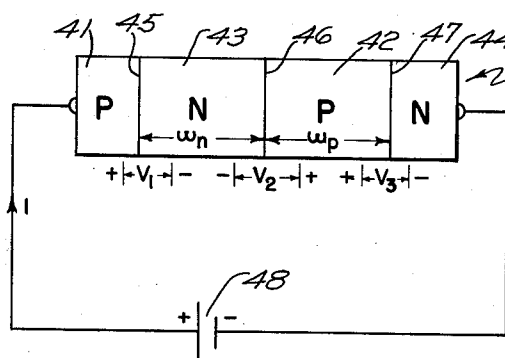 41 45 43 46 42 47 44
P N P N
ωn ωp
+ V1 - - V2 + + V3 -
I
48
+ -